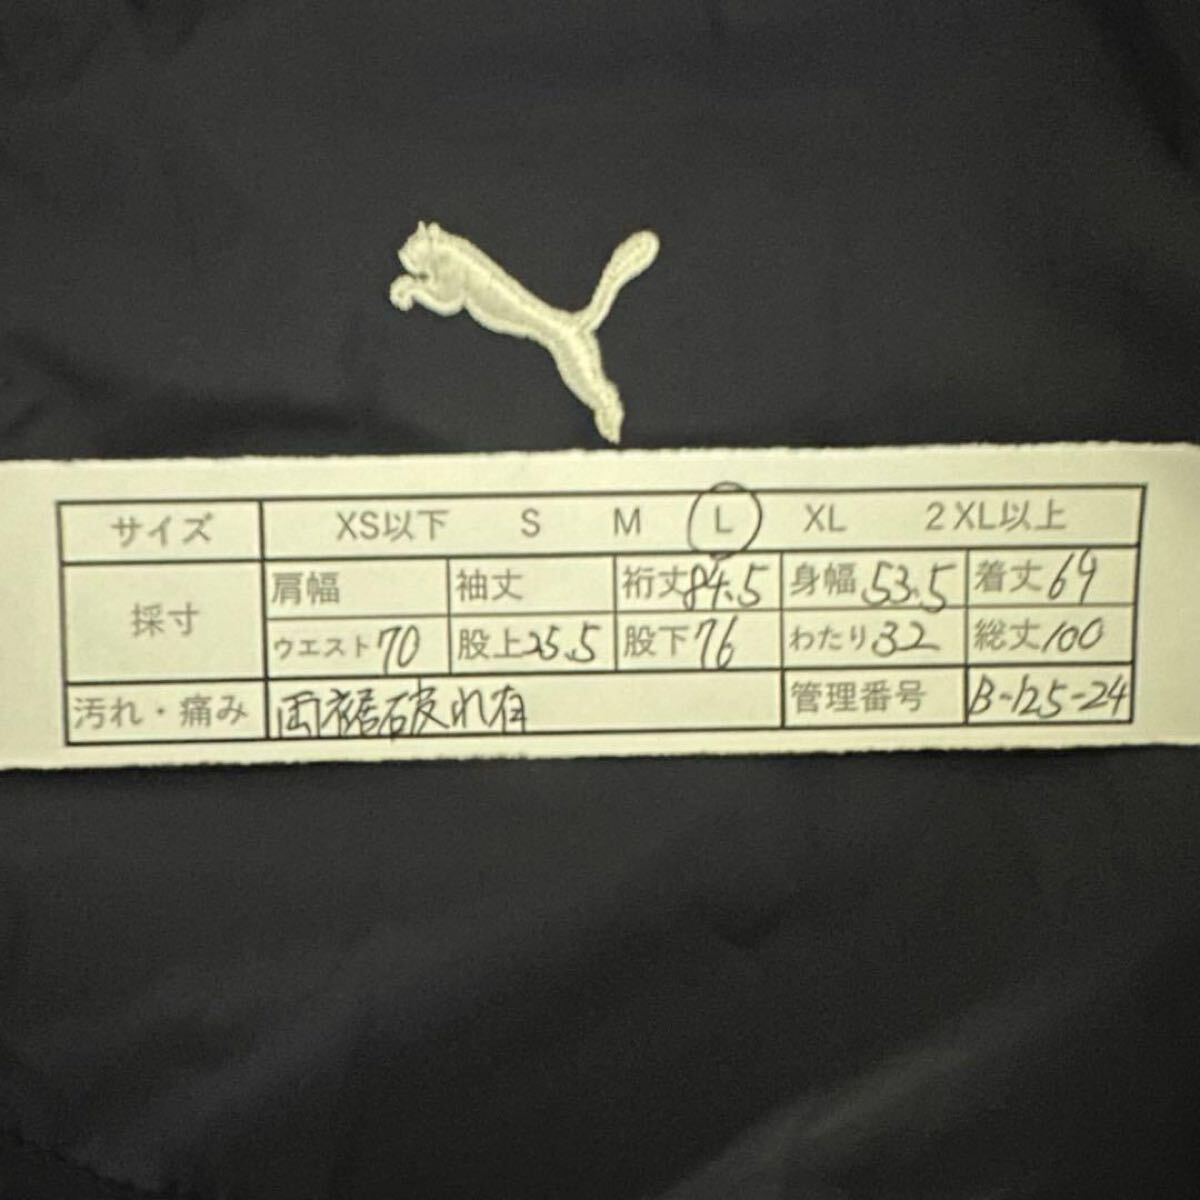 サイズ XS以下 S M L XL 2XL以上
採寸 肩幅 袖丈 裄丈84.5 身幅53.5 着丈69
ウエスト70 股上25.5 股下76 わたり32 総丈100
汚れ・痛み 両裾破れ有 管理番号 B-125-24